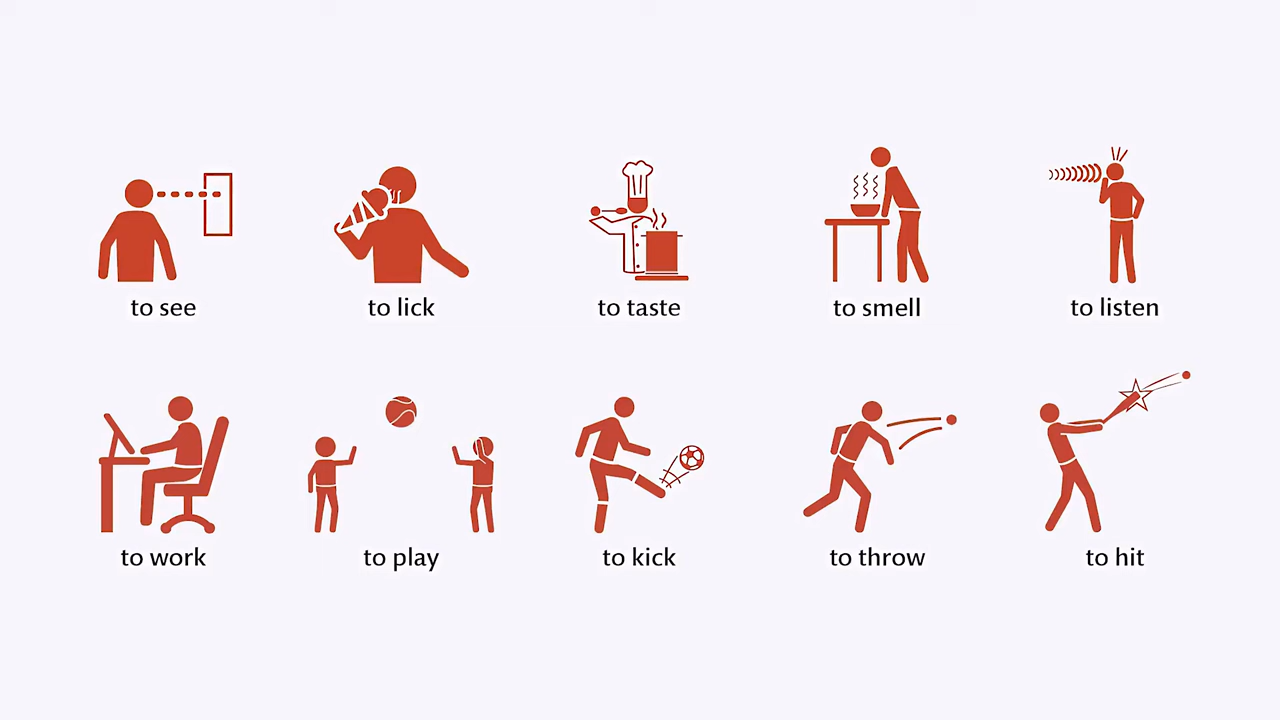 to see
to lick
to taste
to smell
to listen
to work
to play
to kick
to throw
to hit